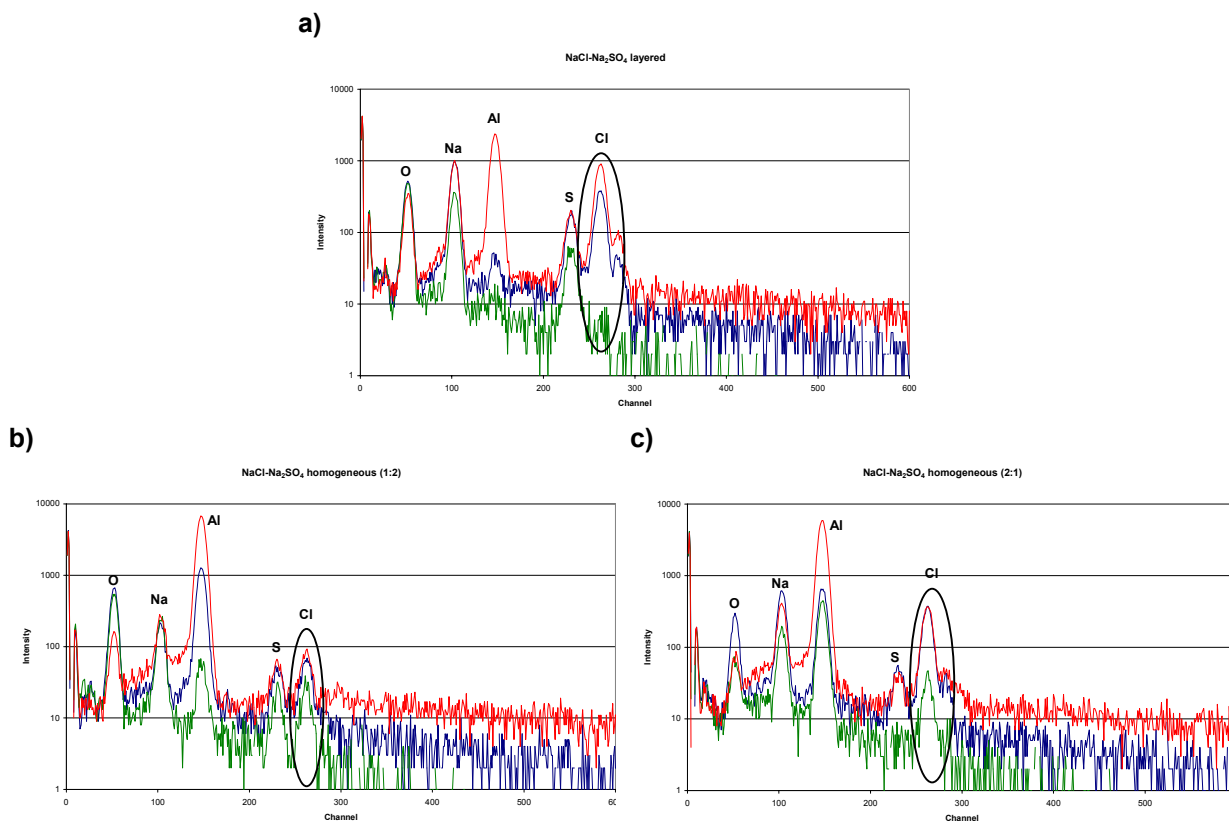 a)
NaCl-Na₂SO₄ layered
10000
1000
100
10
1
Intensity
O
Na
Al
S
Cl
0 100 200 300 400 500 600
Channel
b)
NaCl-Na₂SO₄ homogeneous (1:2)
10000
1000
100
10
1
Intensity
O
Na
Al
S
Cl
0 100 200 300 400 500 600
Channel
c)
NaCl-Na₂SO₄ homogeneous (2:1)
10000
1000
100
10
1
Intensity
O
Na
Al
S
Cl
0 100 200 300 400 500
Channel